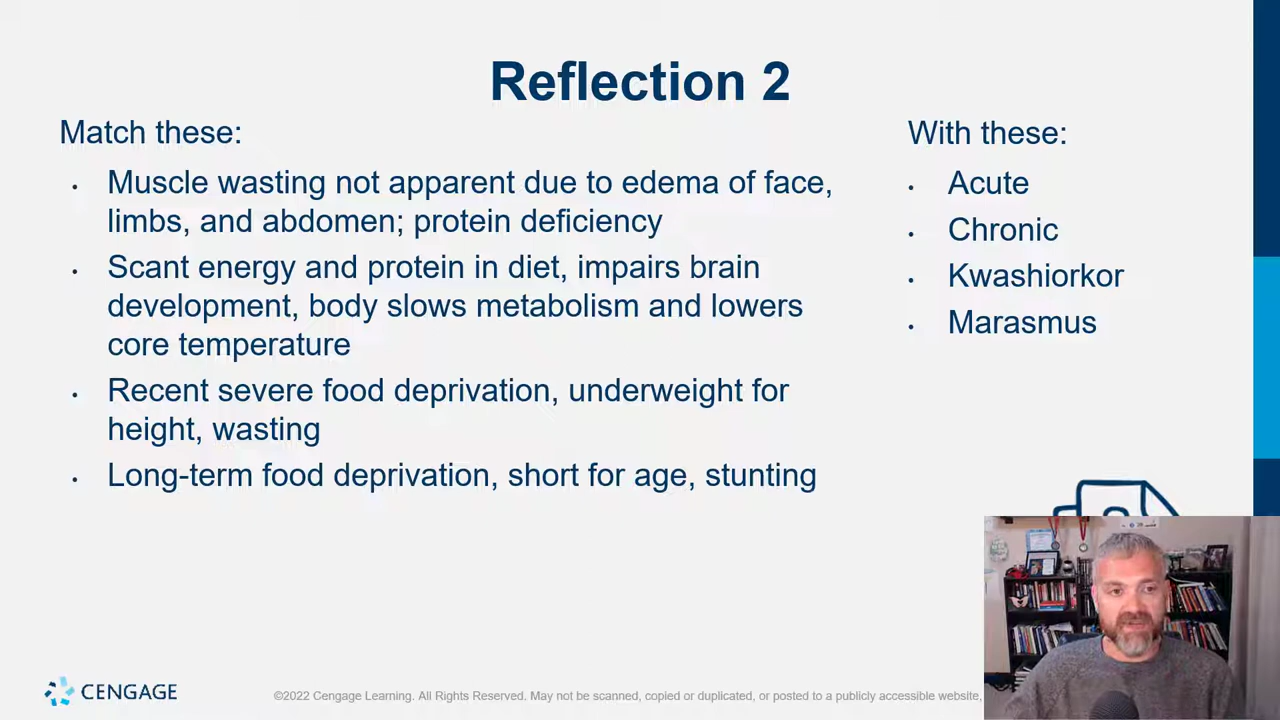 Reflection 2
Match these:
• Muscle wasting not apparent due to edema of face,
limbs, and abdomen; protein deficiency
• Scant energy and protein in diet, impairs brain
development, body slows metabolism and lowers
core temperature
• Recent severe food deprivation, underweight for
height, wasting
• Long-term food deprivation, short for age, stunting
With these:
• Acute
• Chronic
• Kwashiorkor
• Marasmus
CENGAGE
©2022 Cengage Learning. All Rights Reserved. May not be scanned, copied or duplicated, or posted to a publicly accessible website,